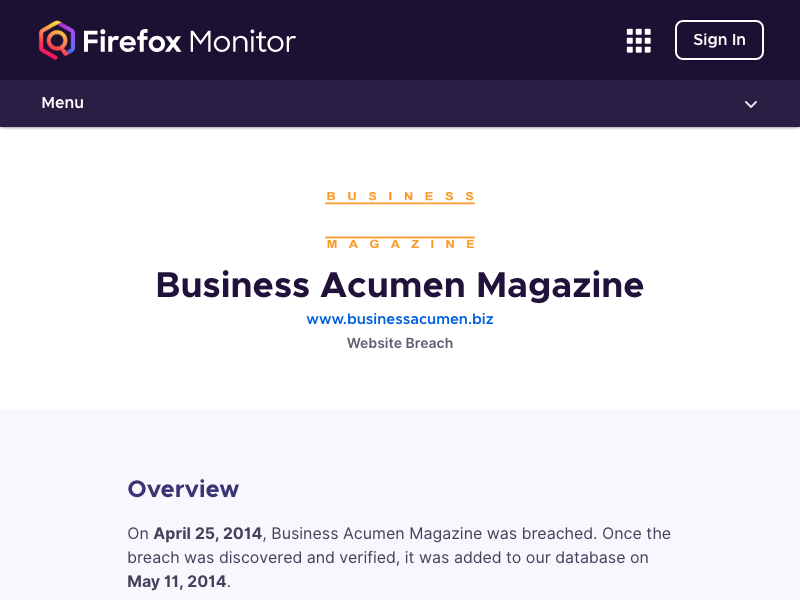 Firefox Monitor
Sign In
Menu
BUSINESS
MAGAZINE
Business Acumen Magazine
www.businessacumen.biz
Website Breach
Overview
On April 25, 2014, Business Acumen Magazine was breached. Once the
breach was discovered and verified, it was added to our database on
May 11, 2014.